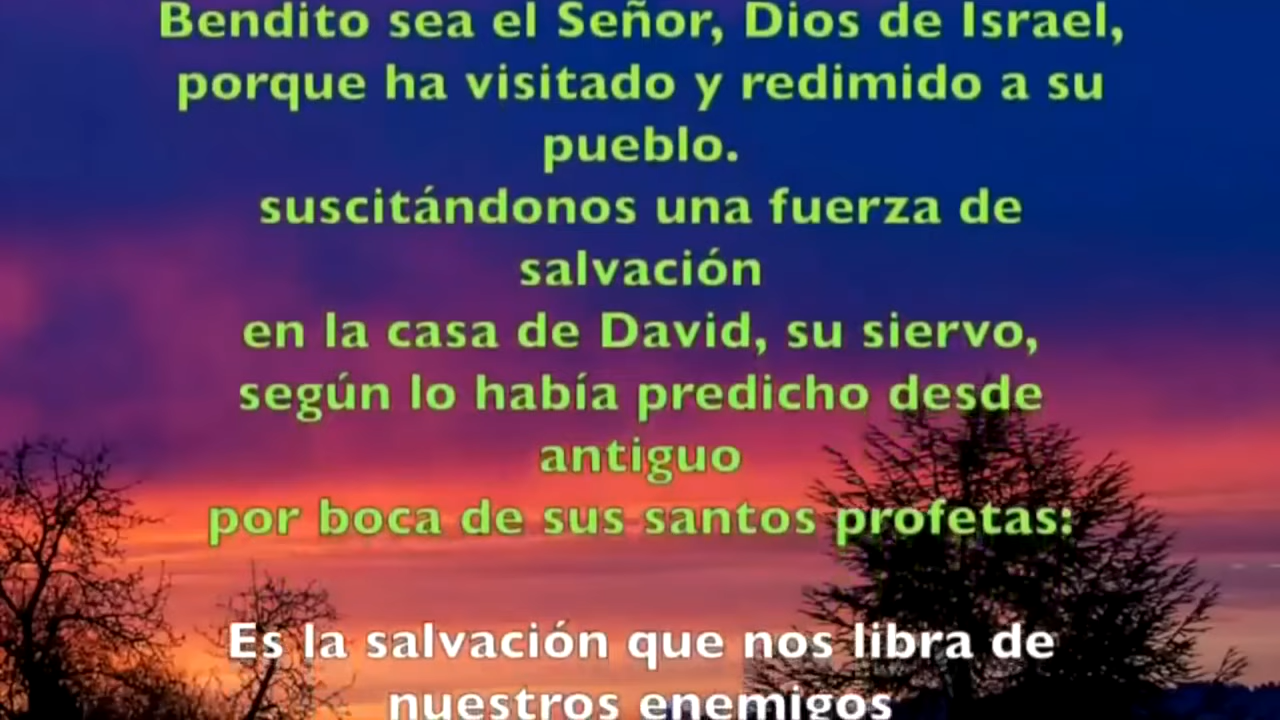 Bendito sea el Señor, Dios de Israel,
porque ha visitado y redimido a su
pueblo.
suscitándonos una fuerza de
salvación
en la casa de David, su siervo,
según lo había predicho desde
antiguo
por boca de sus santos profetas:
Es la salvación que nos libra de
nuestros enemigos